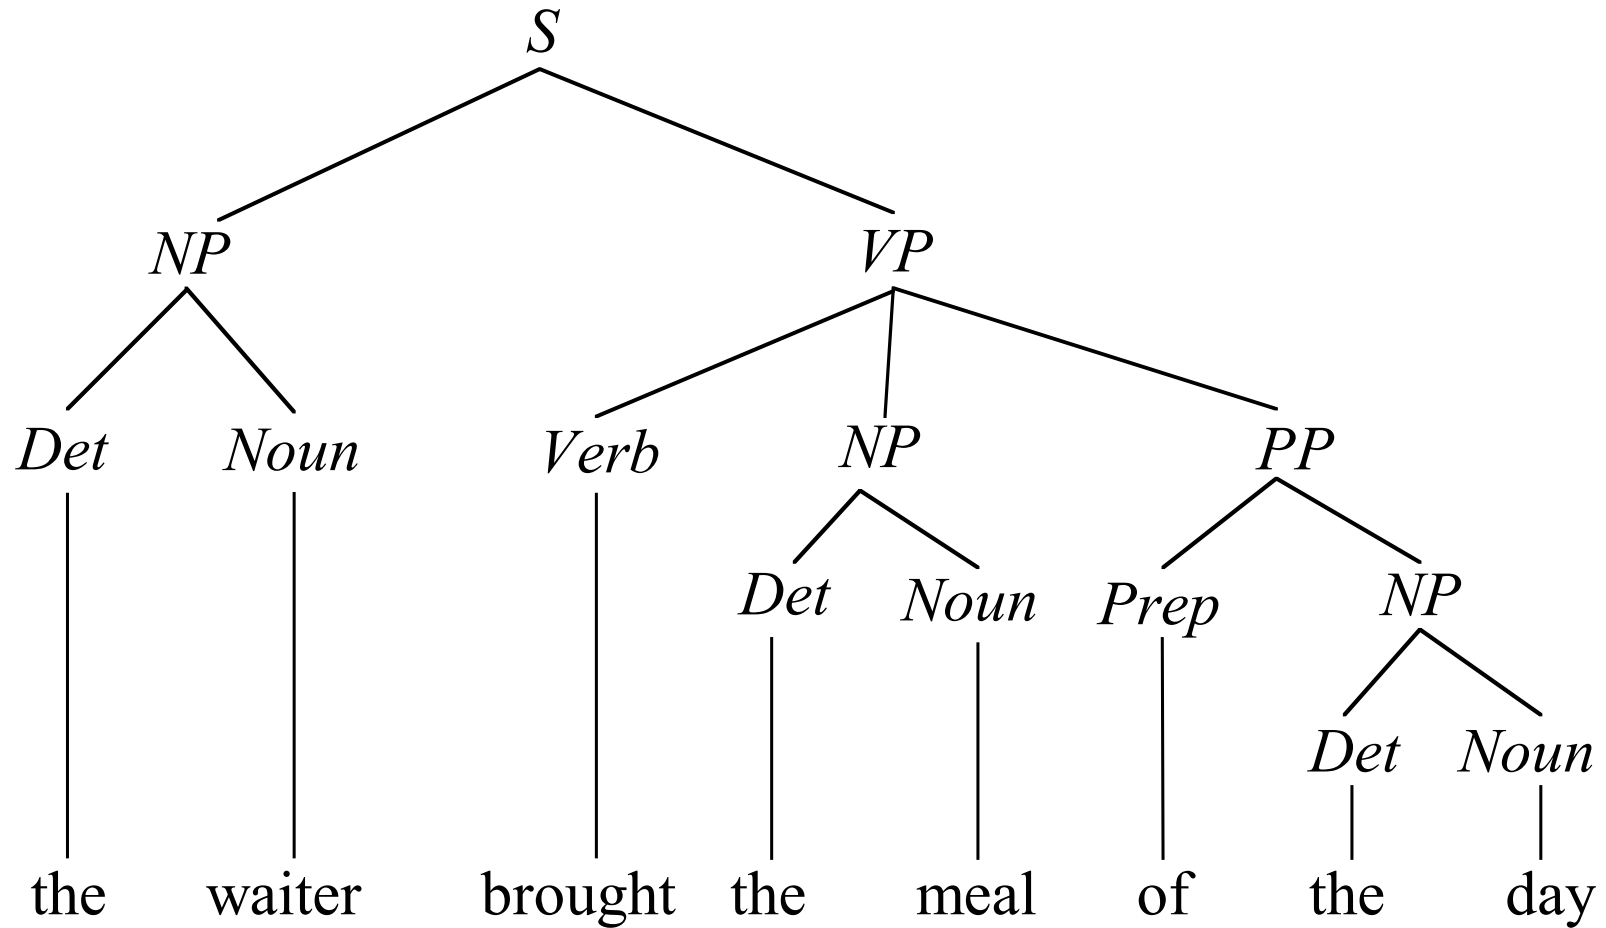 S
NP VP
Det Noun Verb NP PP
Det Noun Prep NP
Det Noun
the waiter brought the meal of the day